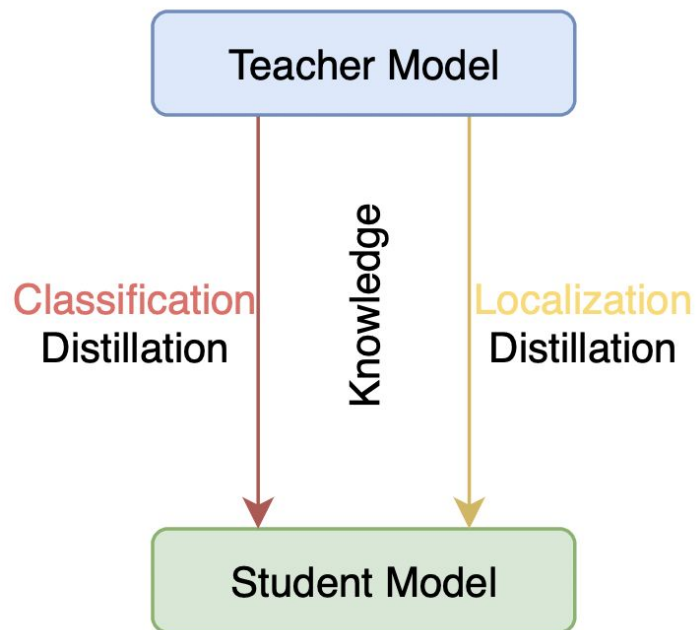 Teacher Model
Classification
Distillation
Knowledge
Localization
Distillation
Student Model